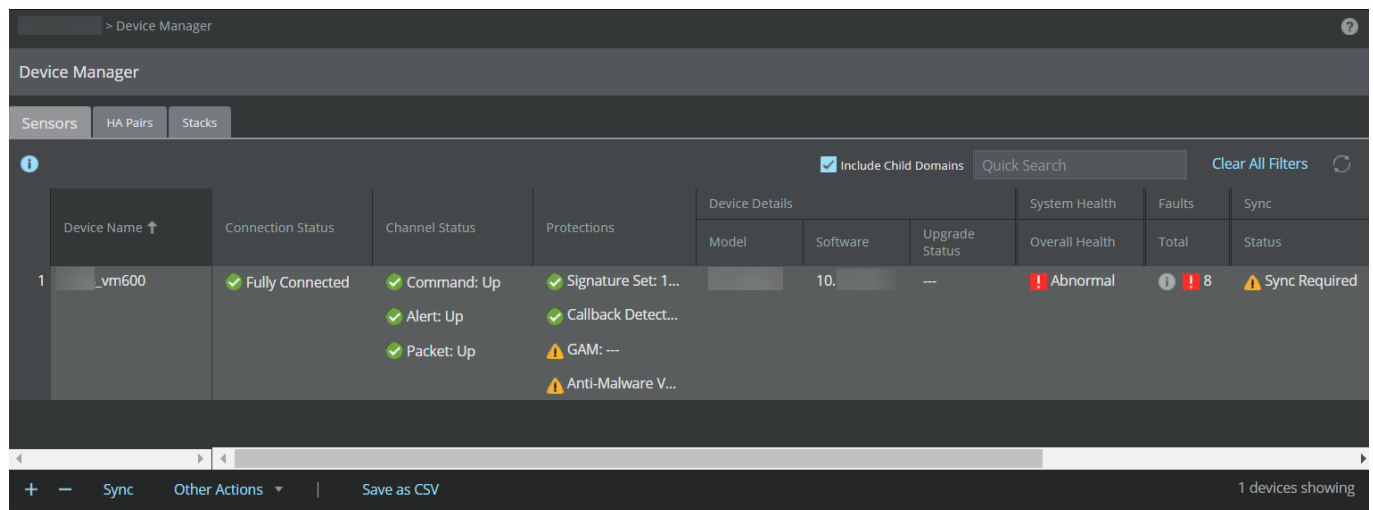 > Device Manager
Device Manager
Sensors HA Pairs Stacks
Include Child Domains Quick Search Clear All Filters
Device Details System Health Faults Sync
Device Name Connection Status Channel Status Protections
Model Software Upgrade Status Overall Health Total Status
1 _vm600 Fully Connected Command: Up Signature Set: 1... 10. --- Abnormal 8 Sync Required
Alert: Up Callback Detect...
Packet: Up GAM: ---
Anti-Malware V...
+ − Sync Other Actions | Save as CSV 1 devices showing